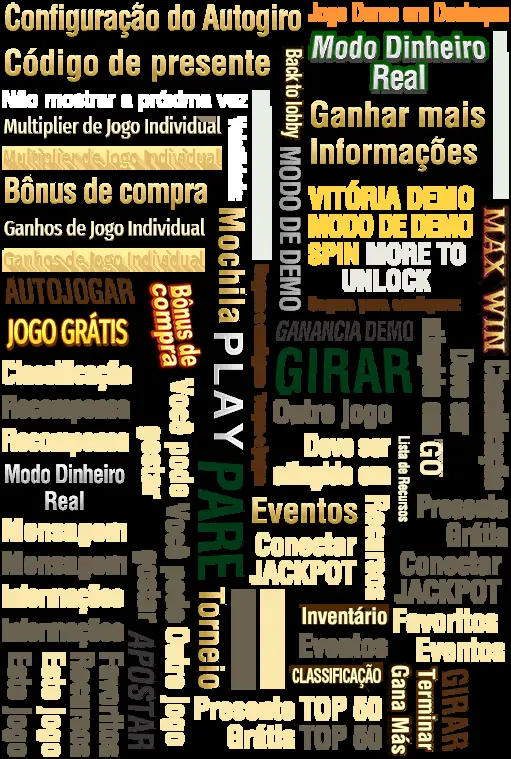 Configuração do Autogiro
Jogo Duros em Destaque
Código de presente
Back to lobby
Modo Dinheiro
Real
Não mostrar a próxima vez
Multiplier de Jogo Individual
Multiplier de Jogo Individual
Ganhar mais
Informações
Bônus de compra
MODO DE DEMO
VITÓRIA DEMO
MODO DE DEMO
SPIN MORE TO
UNLOCK
Ganhos de Jogo Individual
Ganhos de Jogo Individual
Mochila
MAX WIN
AUTOJOGAR
Bônus de
compra
JOGO GRÁTIS
PLAY
GANANCIA DEMO
GIRAR
Classificação
Recompensa
Recompensa
Você pode
gostar
Outro jogo
Deve ser
atingido em
Deve ser
atingido em
Classificação
GO
Lista de Recursos
Modo Dinheiro
Real
PARE
Eventos
Recursos
Presente
Grátis
Mensagem
Mensagem
Você pode
gostar
Conectar
JACKPOT
Conectar
JACKPOT
Informações
Informações
Torneio
Inventário
Favoritos
Eventos
Eventos
Este jogo
Este jogo
Favoritos
Recursos
APOSTAR
Outro jogo
CLASSIFICAÇÃO
Gana Más
Terminar
GIRAR
Presente
Grátis
TOP 50
TOP 50